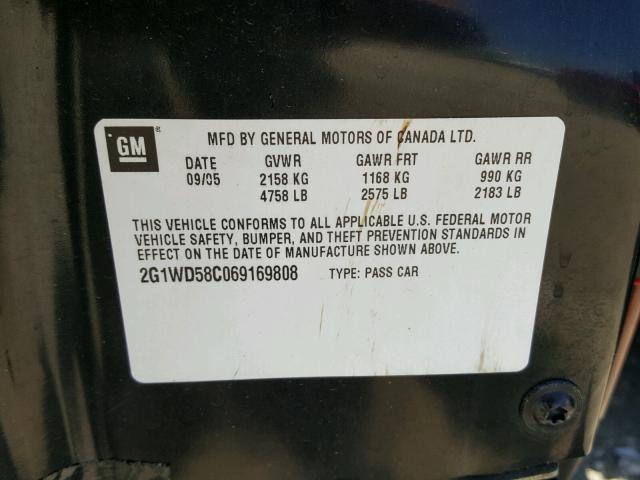 GM ®
MFD BY GENERAL MOTORS OF CANADA LTD.
DATE GVWR GAWR FRT GAWR RR
09/05 2158 KG 1168 KG 990 KG
4758 LB 2575 LB 2183 LB
THIS VEHICLE CONFORMS TO ALL APPLICABLE U.S. FEDERAL MOTOR
VEHICLE SAFETY, BUMPER, AND THEFT PREVENTION STANDARDS IN
EFFECT ON THE DATE OF MANUFACTURE SHOWN ABOVE.
2G1WD58C069169808 TYPE: PASS CAR